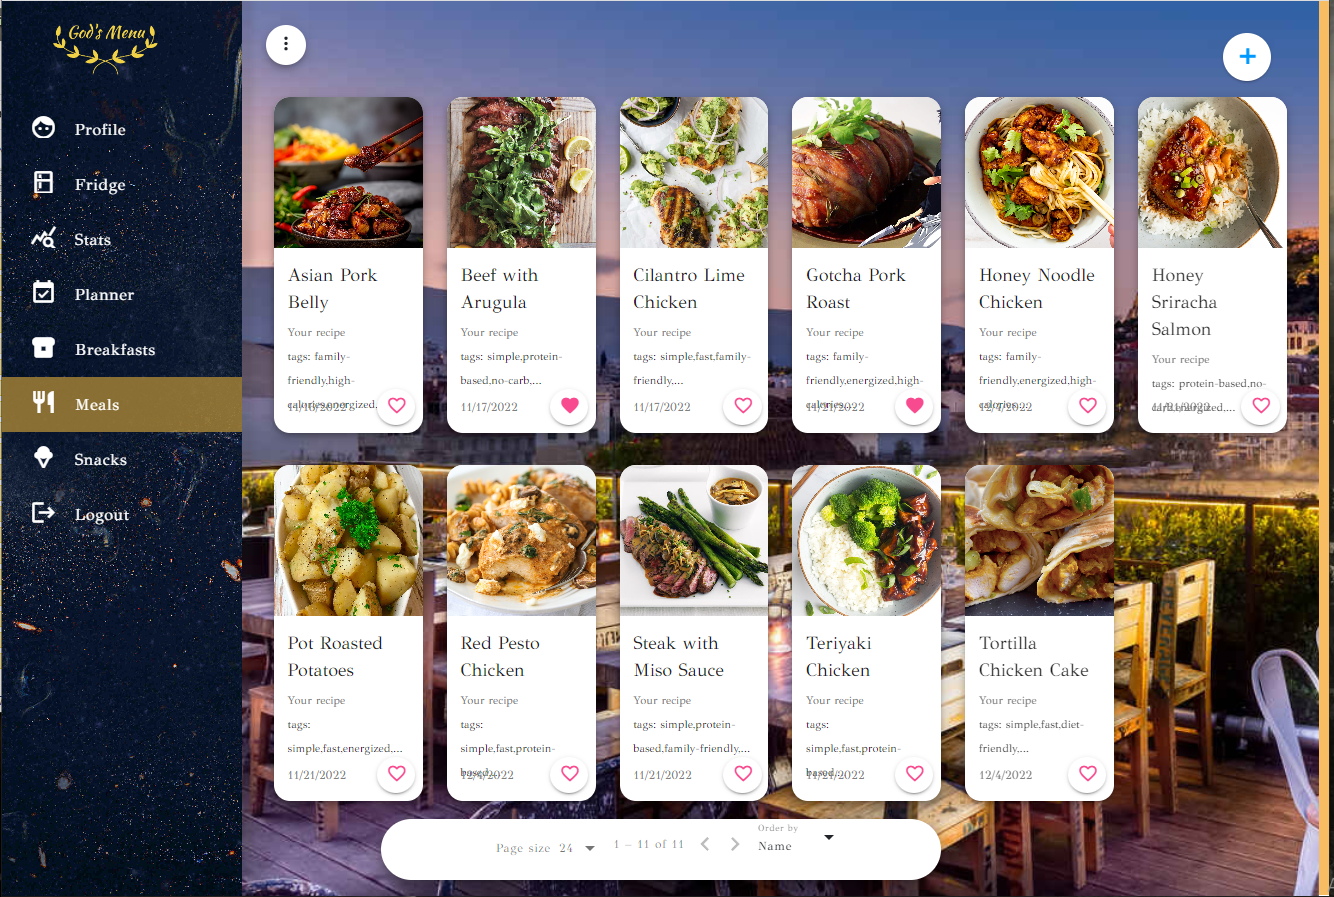 God's Menu
Profile
Fridge
Stats
Planner
Breakfasts
Meals
Snacks
Logout
Asian Pork
Belly
Your recipe
tags: family-
friendly,high-
calories,energized,
Beef with
Arugula
Your recipe
tags: simple,protein-
based,no-carb,...
11/17/2022
Cilantro Lime
Chicken
Your recipe
tags: simple,fast,family-
friendly,...
11/17/2022
Gotcha Pork
Roast
Your recipe
tags: family-
friendly,energized,high-
calories,...
11/21/2022
Honey Noodle
Chicken
Your recipe
tags: family-
friendly,energized,high-
calories,...
12/4/2022
Honey
Sriracha
Salmon
Your recipe
tags: protein-based,no-
carb,energized,...
Pot Roasted
Potatoes
Your recipe
tags:
simple,fast,energized,...
11/21/2022
Red Pesto
Chicken
Your recipe
tags:
simple,fast,protein-
based,...
12/4/2022
Steak with
Miso Sauce
Your recipe
tags: simple,protein-
based,family-friendly,...
11/21/2022
Teriyaki
Chicken
Your recipe
tags:
simple,fast,protein-
based,...
11/21/2022
Tortilla
Chicken Cake
Your recipe
tags: simple,fast,diet-
friendly,...
12/4/2022
Page size 24
1 – 11 of 11
Order by
Name